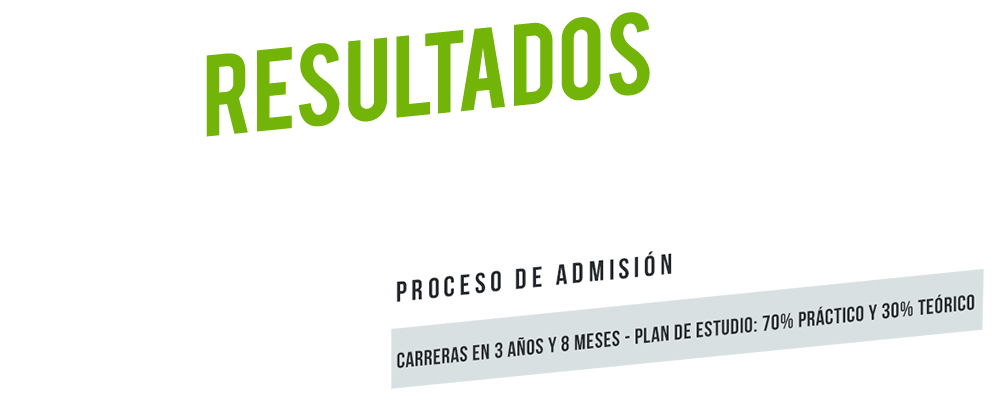 RESULTADOS
PROCESO DE ADMISIÓN
CARRERAS EN 3 AÑOS Y 8 MESES - PLAN DE ESTUDIO: 70% PRÁCTICO Y 30% TEÓRICO